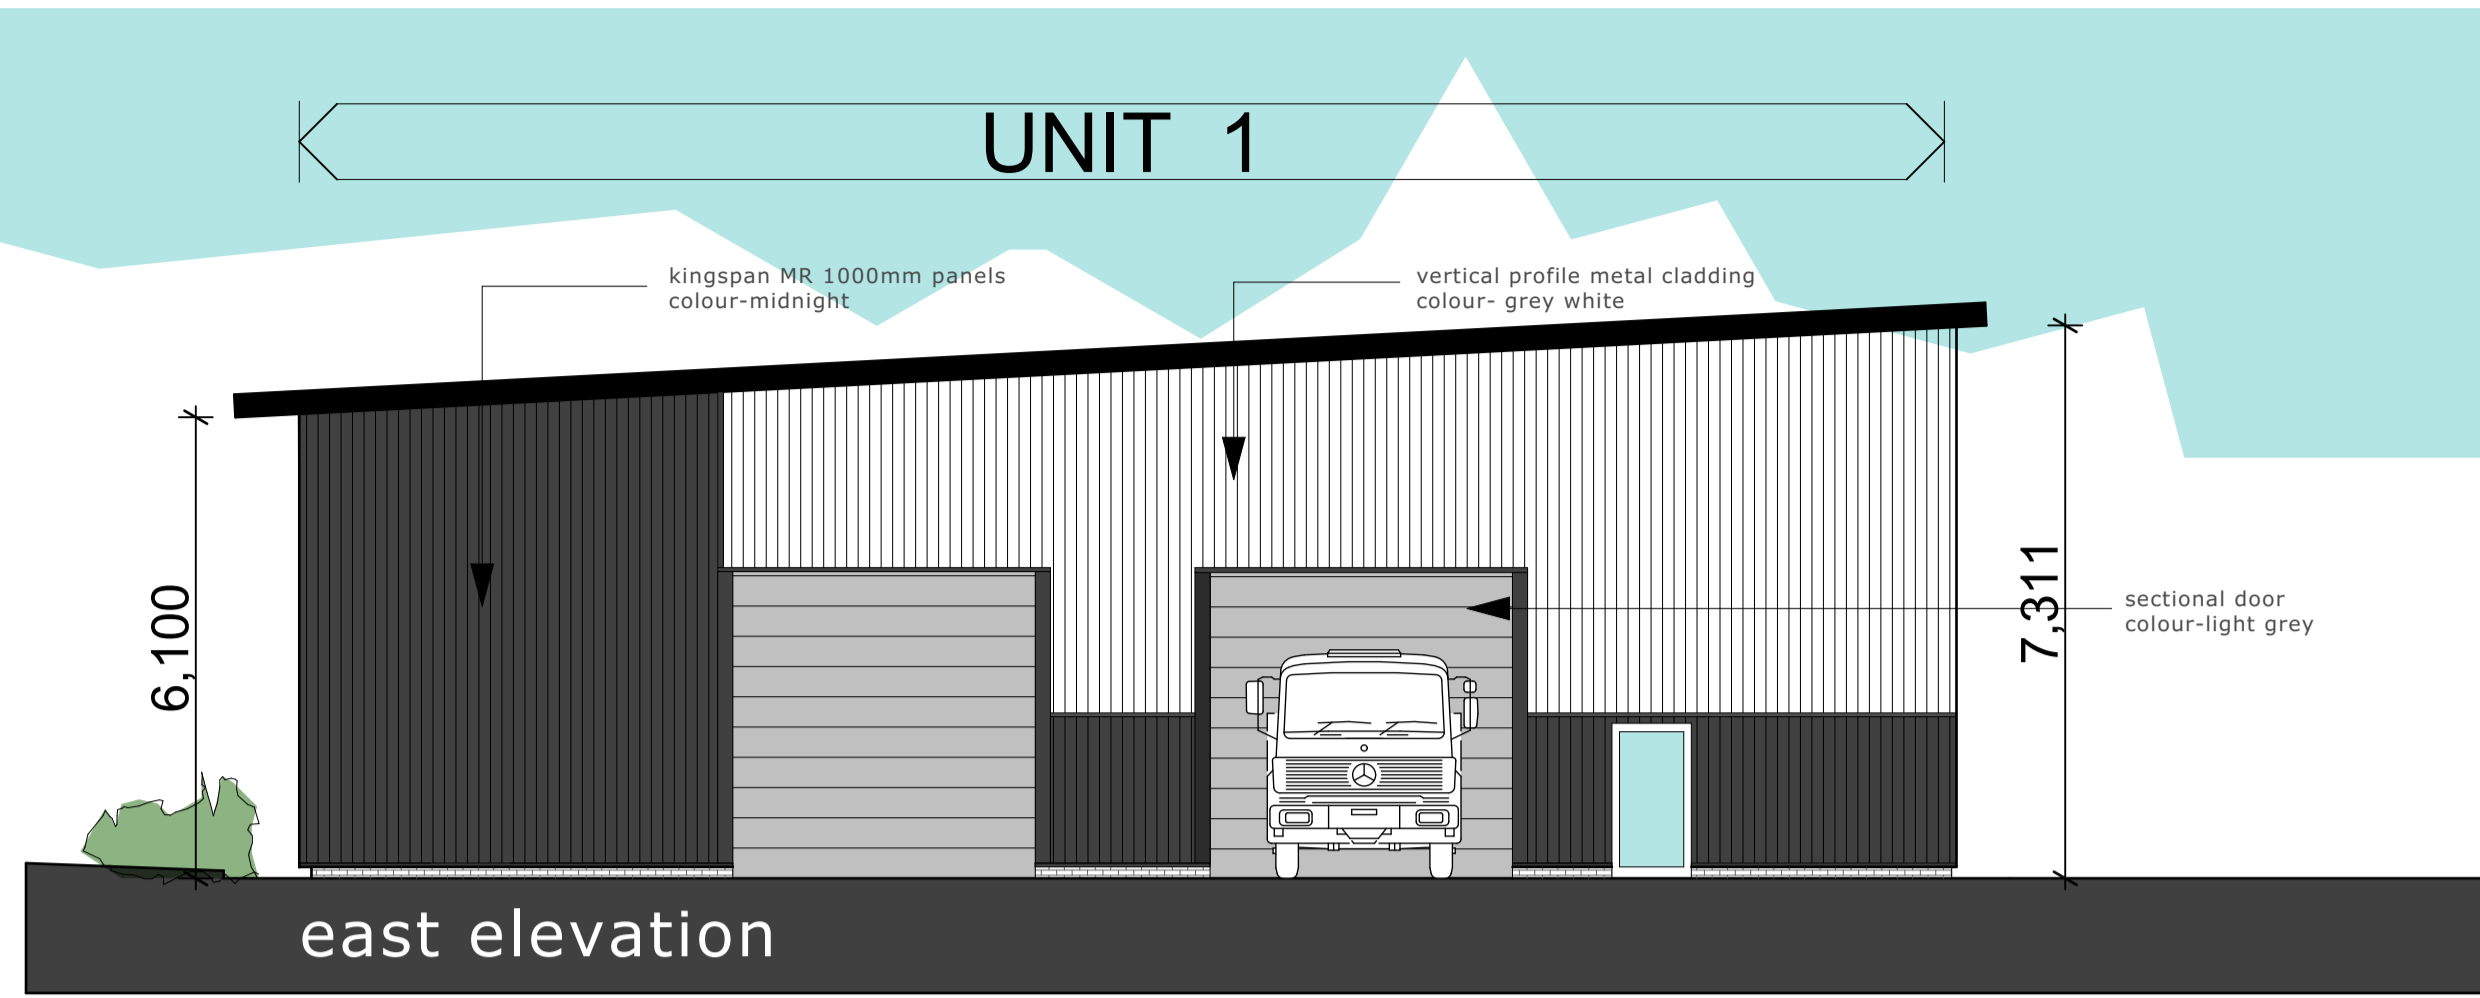 UNIT 1
kingspan MR 1000mm panels
colour-midnight
vertical profile metal cladding
colour- grey white
6,100
7,311
sectional door
colour-light grey
east elevation